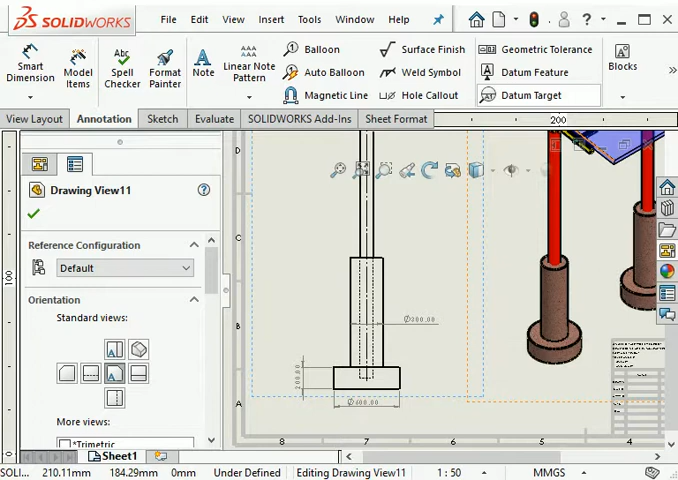 SOLIDWORKS File Edit View Insert Tools Window Help
Smart Dimension
Model Items
Abc
Spell Checker
Format Painter
Note
Linear Note Pattern
Balloon
Auto Balloon
Magnetic Line
Surface Finish
Weld Symbol
Hole Callout
Geometric Tolerance
Datum Feature
Datum Target
Blocks
View Layout Annotation Sketch Evaluate SOLIDWORKS Add-Ins Sheet Format
200
Drawing View11
Reference Configuration
Default
Orientation
Standard views:
More views:
*Trimetric
100
0
D
C
B
A
Ø600.00
200.00
8 7 6 5 4
Sheet1
SOLI... 210.11mm 184.29mm 0mm Under Defined Editing Drawing View11 1 : 50 MMGS